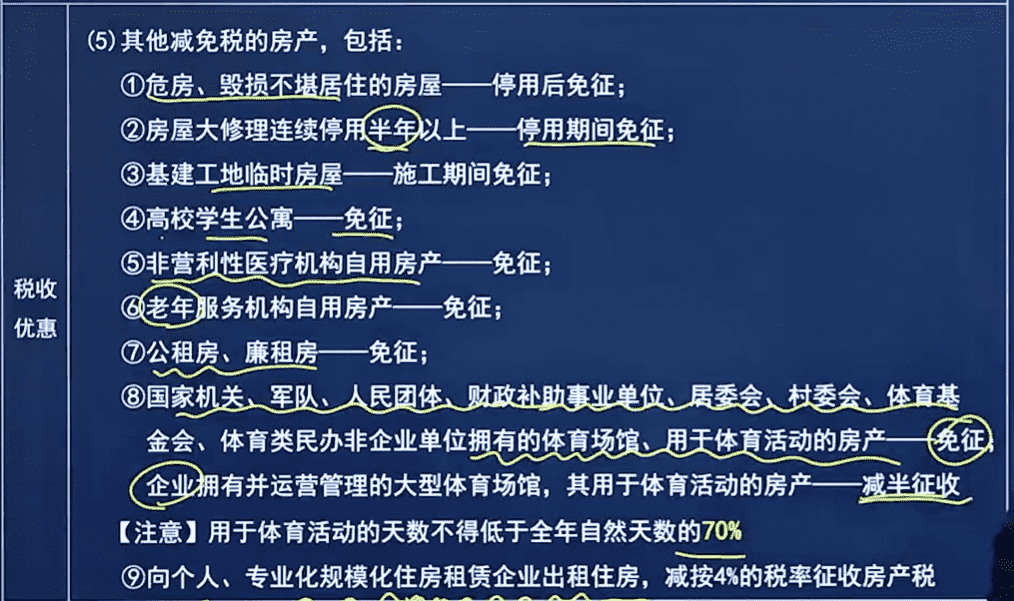 (5)其他减免税的房产，包括：
①危房、毁损不堪居住的房屋——停用后免征；
②房屋大修理连续停用半年以上——停用期间免征；
③基建工地临时房屋——施工期间免征；
④高校学生公寓——免征；
⑤非营利性医疗机构自用房产——免征；
税收
优惠
⑥老年服务机构自用房产——免征；
⑦公租房、廉租房——免征；
⑧国家机关、军队、人民团体、财政补助事业单位、居委会、村委会、体育基
金会、体育类民办非企业单位拥有的体育场馆、用于体育活动的房产——免征；
企业拥有并运营管理的大型体育场馆，其用于体育活动的房产——减半征收
【注意】用于体育活动的天数不得低于全年自然天数的70%
⑨向个人、专业化规模化住房租赁企业出租住房，减按4%的税率征收房产税